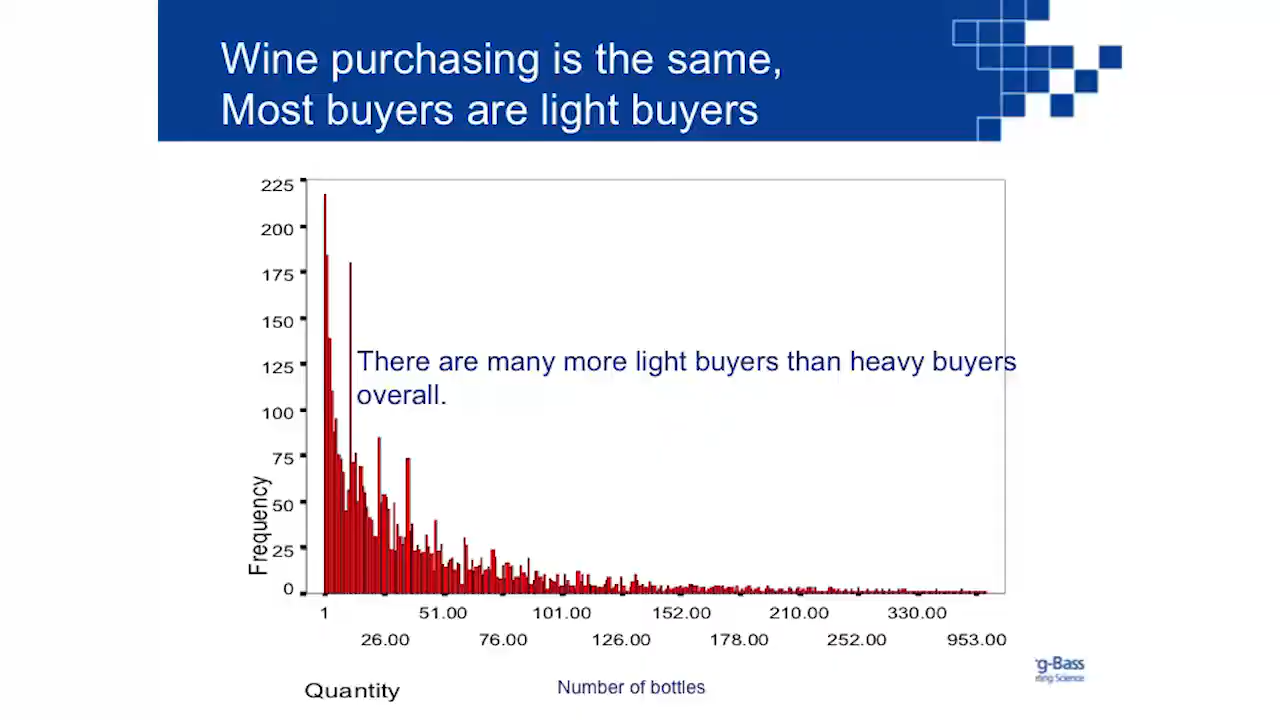 Wine purchasing is the same,
Most buyers are light buyers
225
200
175
150
125
100
75
50
25
0
Frequency
There are many more light buyers than heavy buyers
overall.
1 51.00 101.00 152.00 210.00 330.00
26.00 76.00 126.00 178.00 252.00 953.00
Quantity
Number of bottles
g-Bass
ting Science